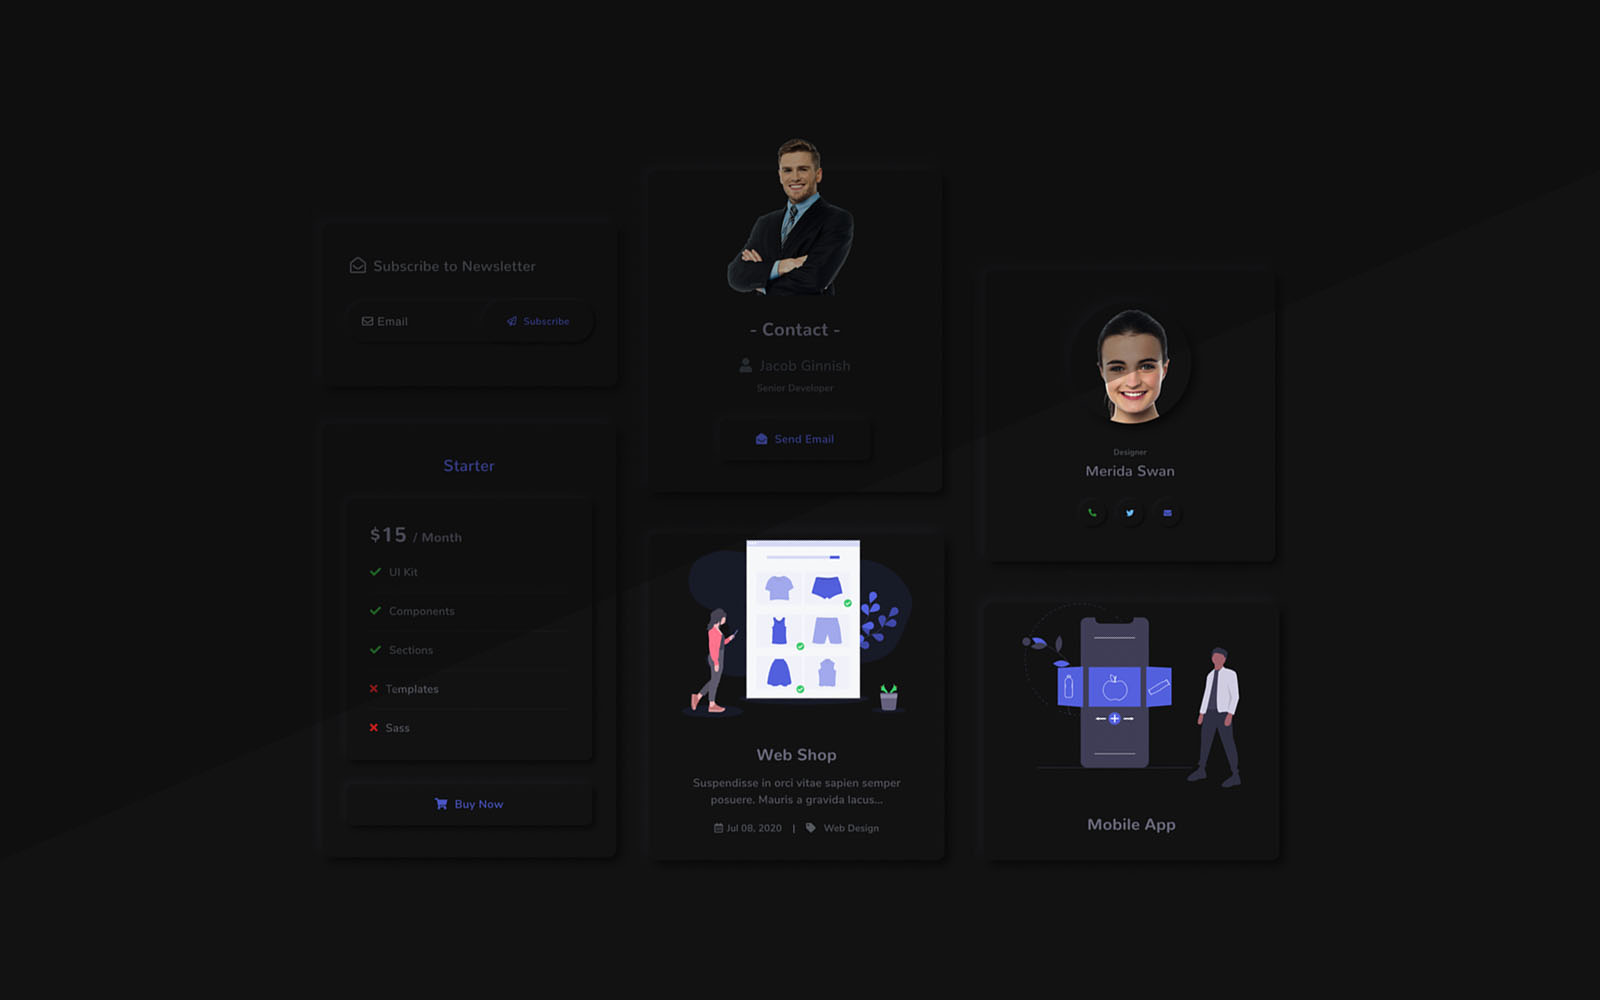 Subscribe to Newsletter
Email
Subscribe
Starter
$15 / Month
UI Kit
Components
Sections
Templates
Sass
Buy Now
- Contact -
Jacob Ginnish
Senior Developer
Send Email
Web Shop
Suspendisse in orci vitae sapien semper
posuere. Mauris a gravida lacus...
Jul 08, 2020 | Web Design
Designer
Merida Swan
Mobile App